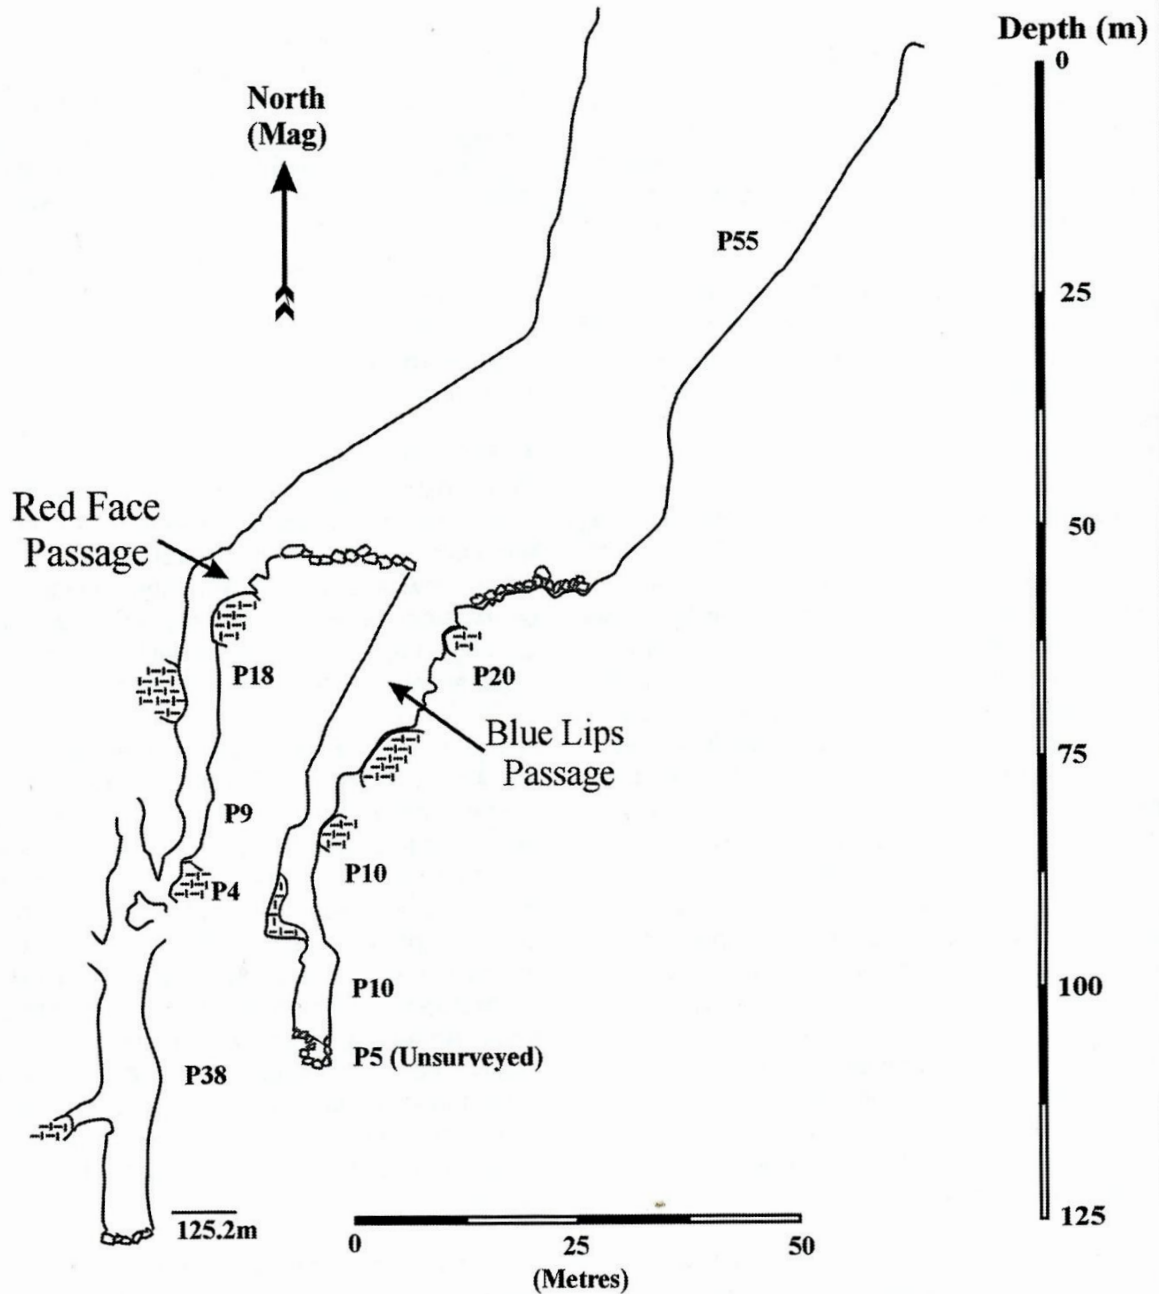 Depth (m)
0
North
(Mag)
P55
25
Red Face
Passage
50
P18
P20
Blue Lips
Passage
75
P9
P10
P4
P10
100
P5 (Unsurveyed)
P38
125.2m
125
0
25
50
(Metres)